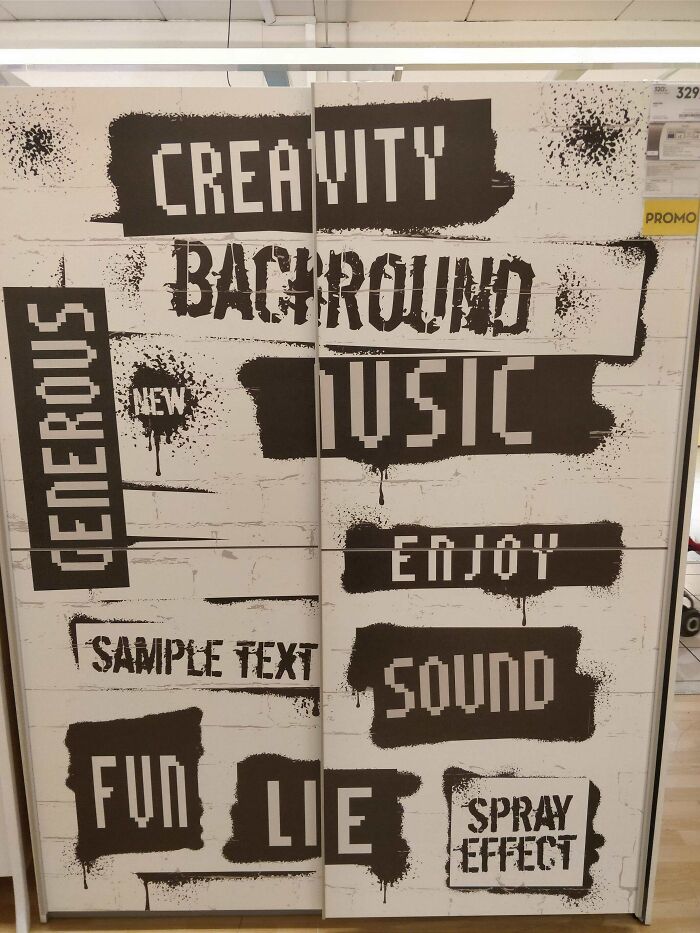 329
PROMO
CREAVITY
BACKROUND
GENEROUS
NEW
MUSIC
ENJOY
SAMPLE TEXT
SOUND
FUN
LIE
SPRAY
EFFECT